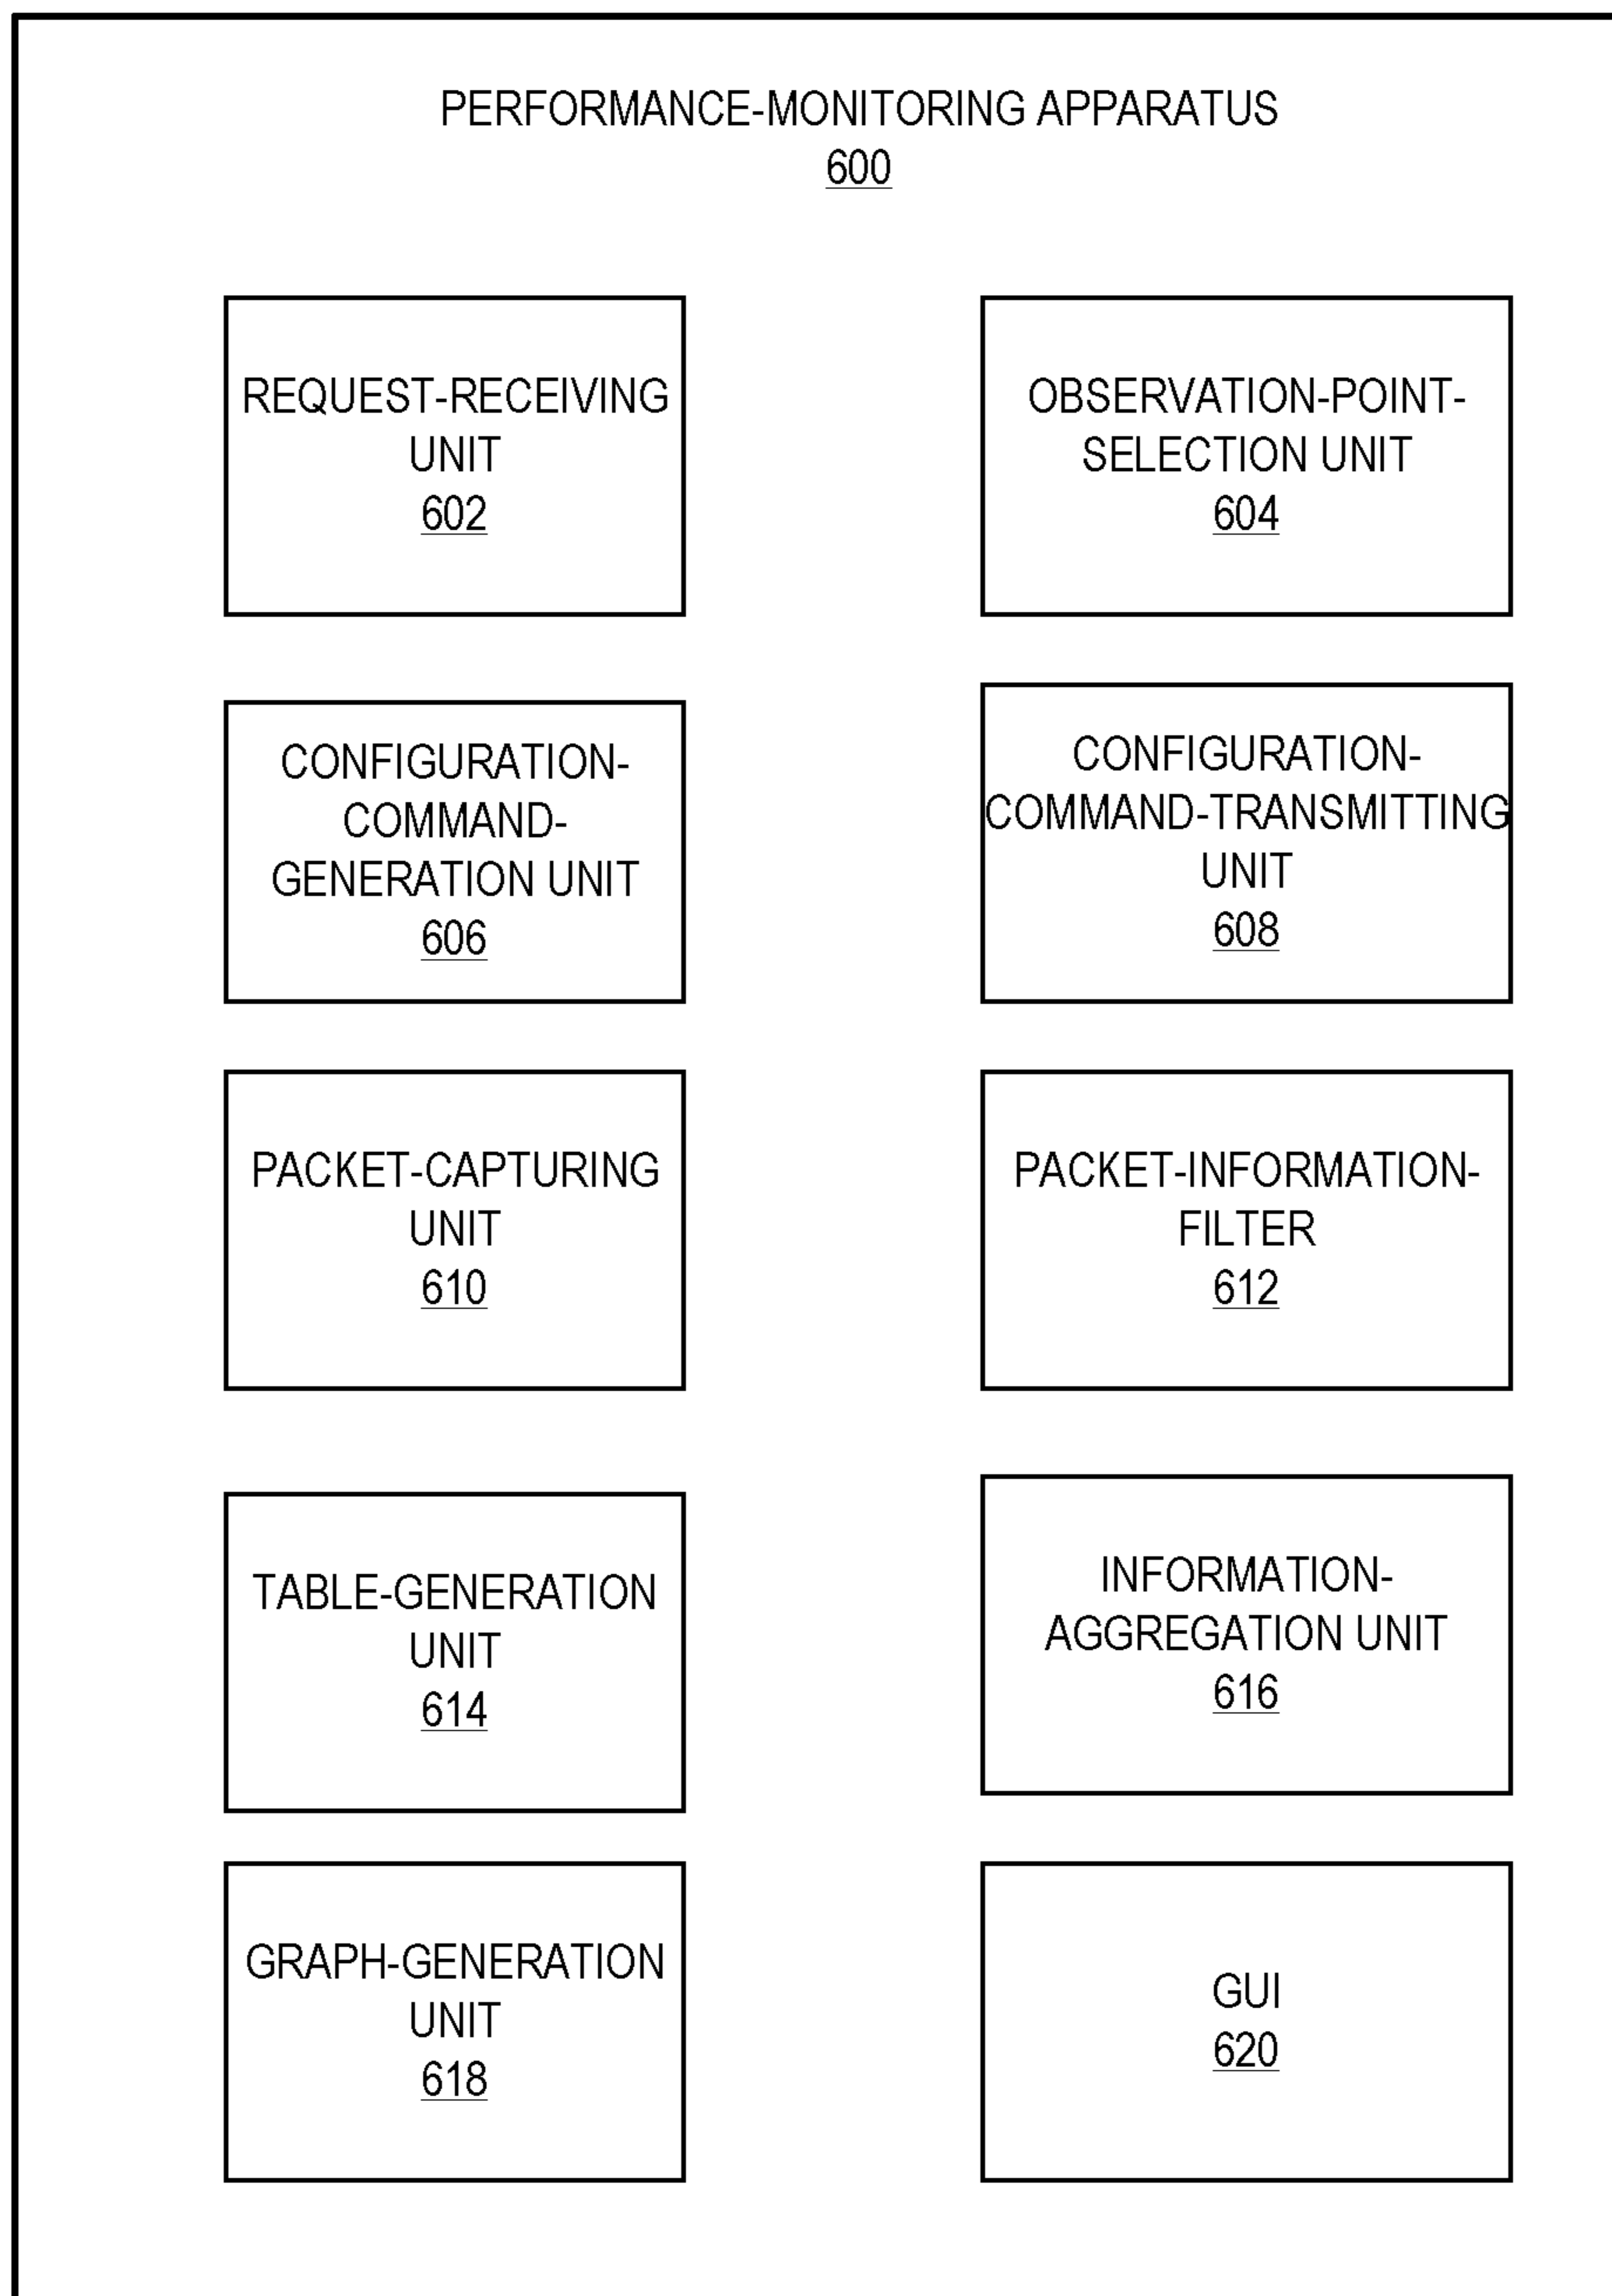 PERFORMANCE-MONITORING APPARATUS
600
REQUEST-RECEIVING
UNIT
602
OBSERVATION-POINT-
SELECTION UNIT
604
CONFIGURATION-
COMMAND-
GENERATION UNIT
606
CONFIGURATION-
COMMAND-TRANSMITTING
UNIT
608
PACKET-CAPTURING
UNIT
610
PACKET-INFORMATION-
FILTER
612
TABLE-GENERATION
UNIT
614
INFORMATION-
AGGREGATION UNIT
616
GRAPH-GENERATION
UNIT
618
GUI
620